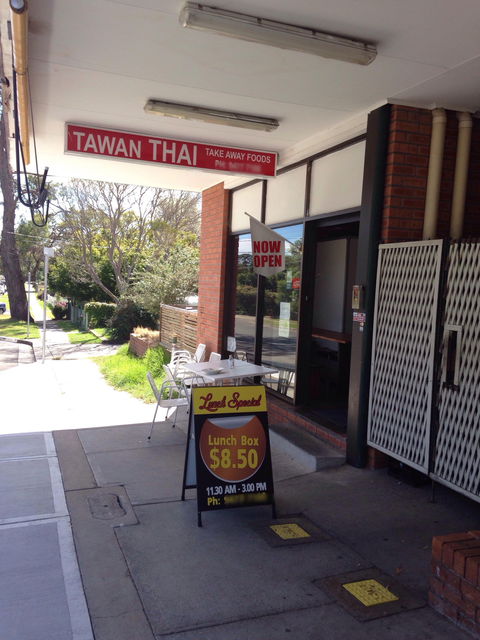 TAWAN THAI
TAKE AWAY FOODS
PH:
NOW
OPEN
Lunch Special
Lunch Box
$8.50
11.30 AM - 3.00 PM
Ph: